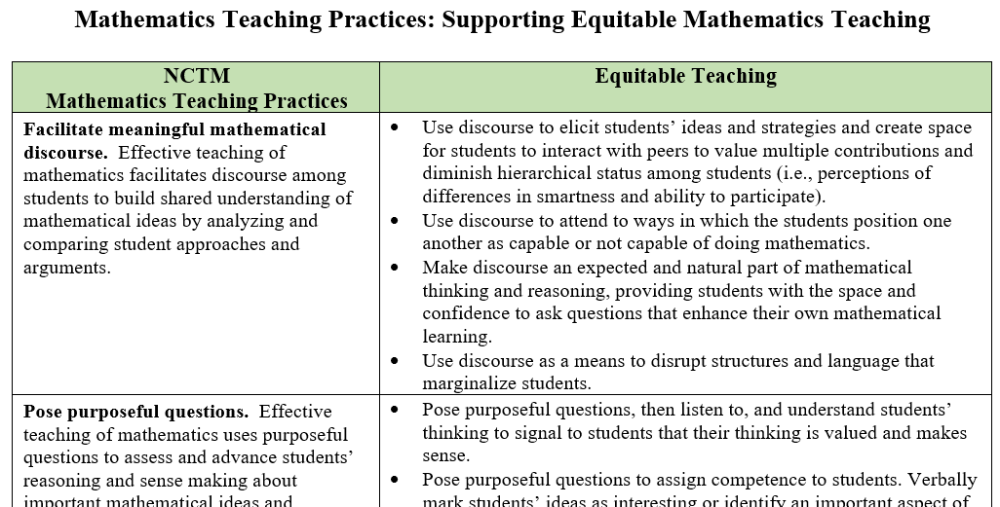 Mathematics Teaching Practices: Supporting Equitable Mathematics Teaching
NCTM
Mathematics Teaching Practices
Equitable Teaching
Facilitate meaningful mathematical
discourse. Effective teaching of
mathematics facilitates discourse among
students to build shared understanding of
mathematical ideas by analyzing and
comparing student approaches and
arguments.
• Use discourse to elicit students’ ideas and strategies and create space
for students to interact with peers to value multiple contributions and
diminish hierarchical status among students (i.e., perceptions of
differences in smartness and ability to participate).
• Use discourse to attend to ways in which the students position one
another as capable or not capable of doing mathematics.
• Make discourse an expected and natural part of mathematical
thinking and reasoning, providing students with the space and
confidence to ask questions that enhance their own mathematical
learning.
• Use discourse as a means to disrupt structures and language that
marginalize students.
Pose purposeful questions. Effective
teaching of mathematics uses purposeful
questions to assess and advance students’
reasoning and sense making about
important mathematical ideas and
• Pose purposeful questions, then listen to, and understand students’
thinking to signal to students that their thinking is valued and makes
sense.
• Pose purposeful questions to assign competence to students. Verbally
mark students’ ideas as interesting or identify an important aspect of